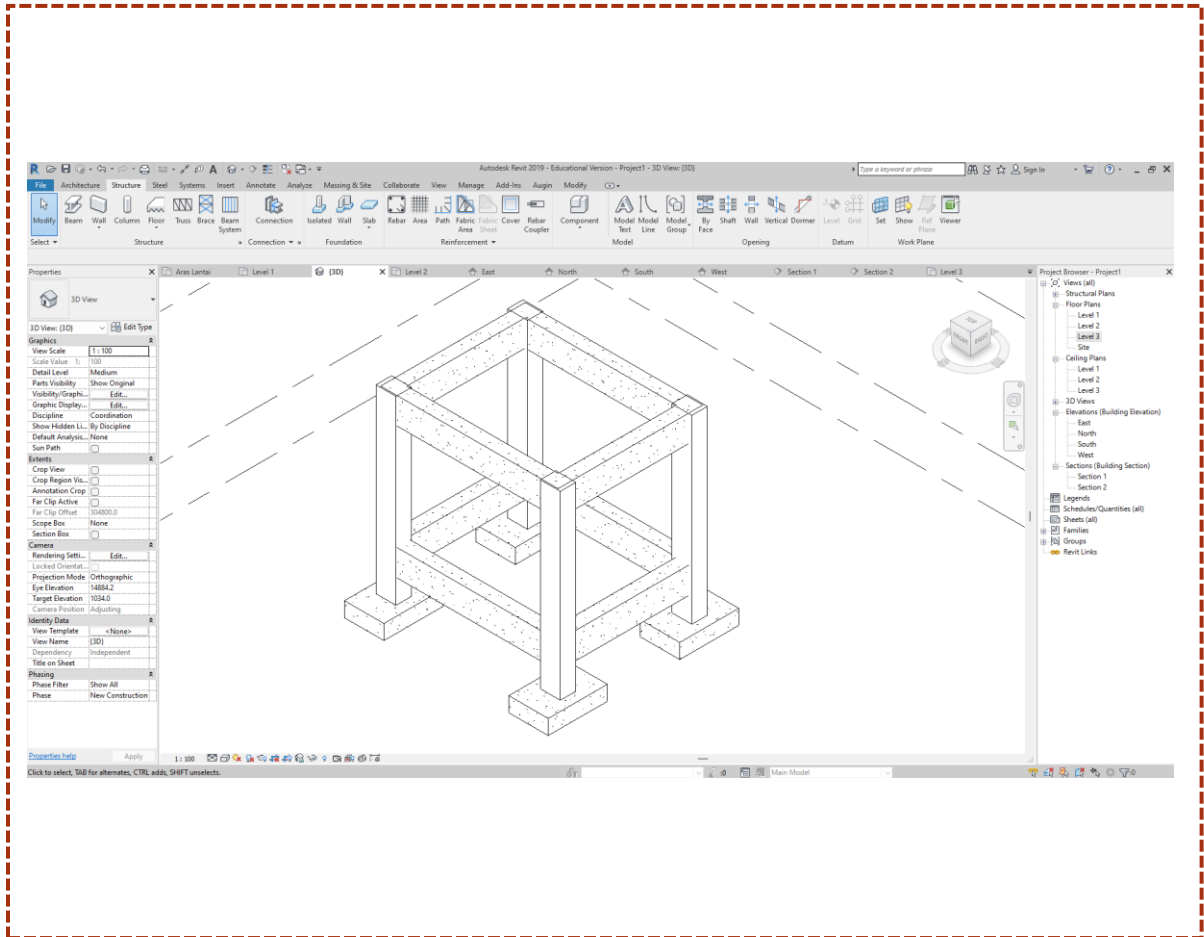 Autodesk Revit 2019 - Educational Version - Project1 - 3D View: {3D}
Type a keyword or phrase
Sign In
File Architecture Structure Steel Systems Insert Annotate Analyze Massing & Site Collaborate View Manage Add-Ins Augin Modify
Modify Beam Wall Column Floor Truss Brace Beam System Connection Isolated Wall Slab Rebar Area Path Fabric Area Fabric Sheet Cover Rebar Coupler Component Model Text Model Line Model Group By Face Shaft Wall Vertical Dormer Level Grid Set Show Ref Plane Viewer
Select Structure Connection Foundation Reinforcement Model Opening Datum Work Plane
Properties X Aras Lantai Level 1 {3D} X Level 2 East North South West Section 1 Section 2 Level 3 Project Browser - Project1 X
3D View
3D View: {3D} Edit Type
Graphics
View Scale 1 : 100
Scale Value 1: 100
Detail Level Medium
Parts Visibility Show Original
Visibility/Graphi... Edit...
Graphic Display... Edit...
Discipline Coordination
Show Hidden Li... By Discipline
Default Analysis... None
Sun Path
Extents
Crop View
Crop Region Vis...
Annotation Crop
Far Clip Active
Far Clip Offset 304800.0
Scope Box None
Section Box
Camera
Rendering Setti... Edit...
Locked Orientat...
Projection Mode Orthographic
Eye Elevation 14884.2
Target Elevation 1034.0
Camera Position Adjusting
Identity Data
View Template <None>
View Name {3D}
Dependency Independent
Title on Sheet
Phasing
Phase Filter Show All
Phase New Construction
Properties help Apply
TOP
FRONT
RIGHT
Views (all)
Structural Plans
Floor Plans
Level 1
Level 2
Level 3
Site
Ceiling Plans
Level 1
Level 2
Level 3
3D Views
Elevations (Building Elevation)
East
North
South
West
Sections (Building Section)
Section 1
Section 2
Legends
Schedules/Quantities (all)
Sheets (all)
Families
Groups
Revit Links
1 : 100
Click to select, TAB for alternates, CTRL adds, SHIFT unselects.
:0
Main Model
:0